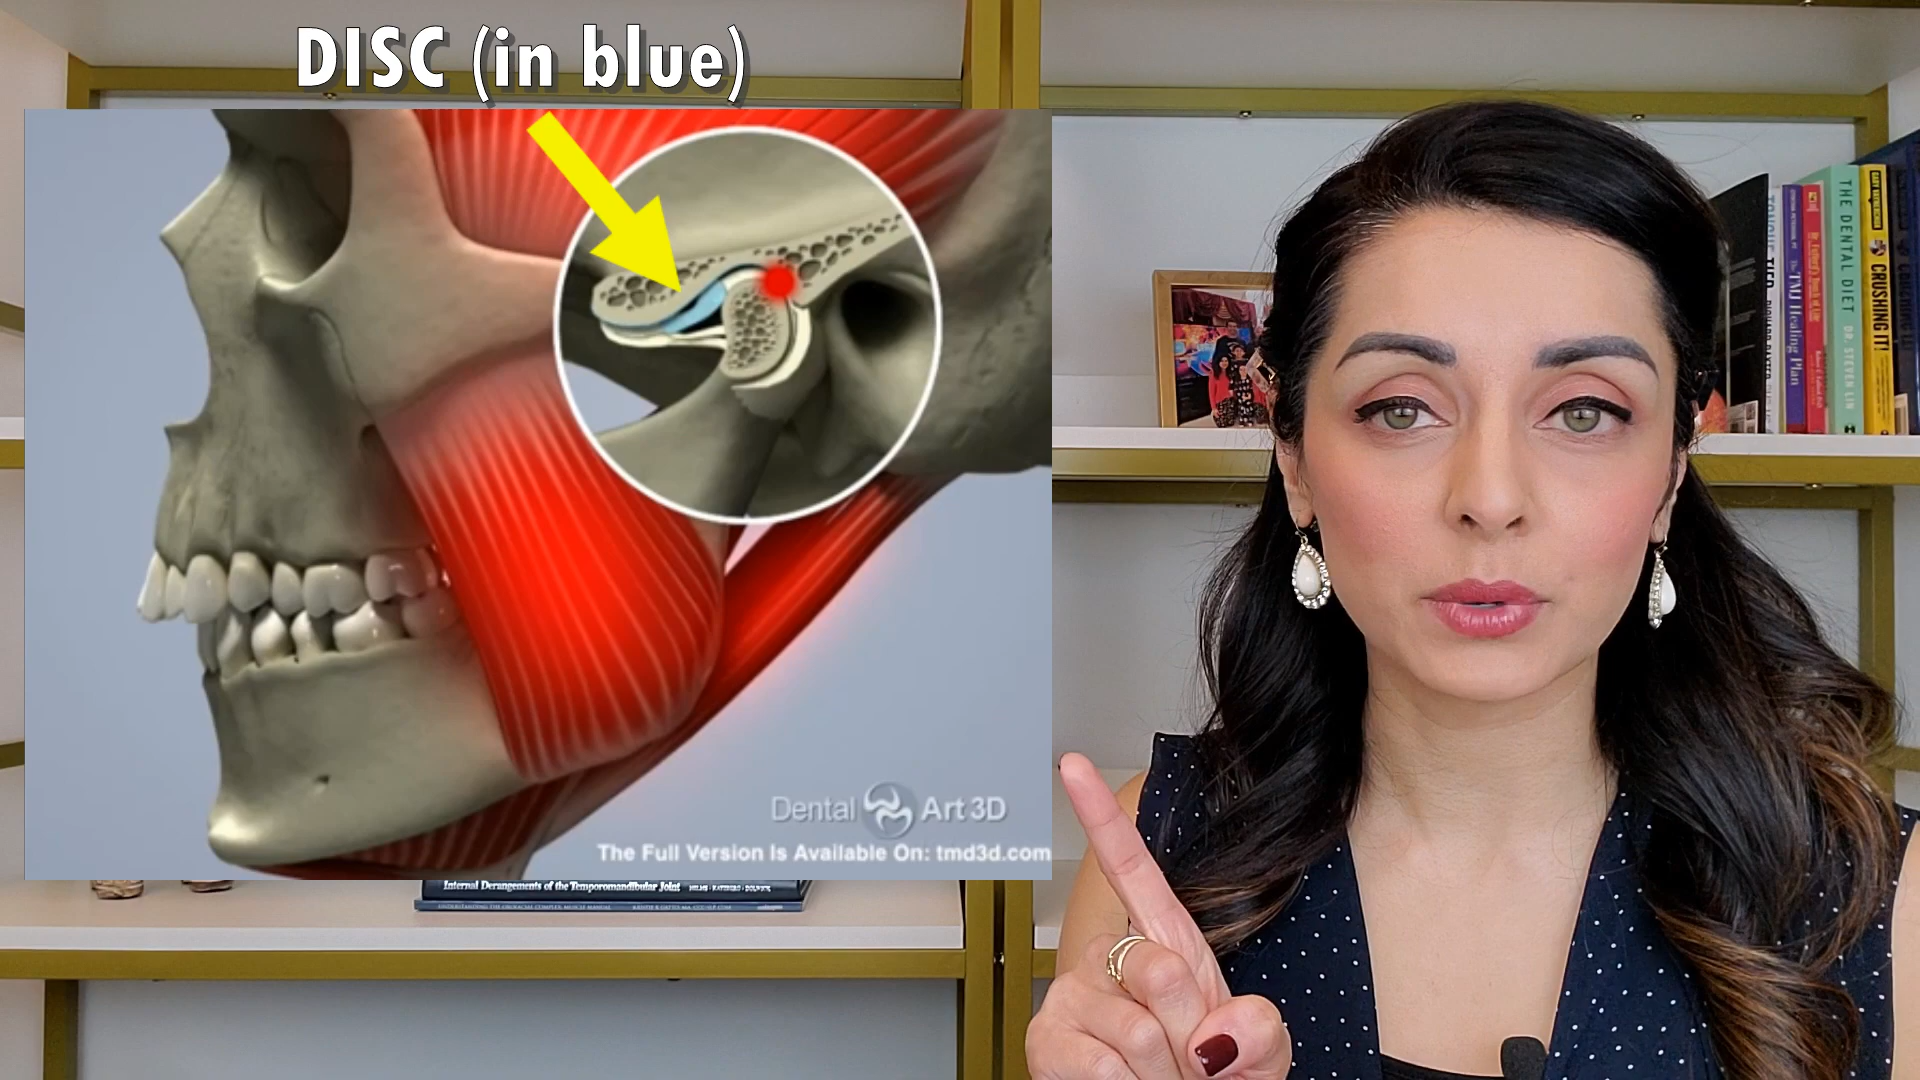 DISC (in blue)
Dental Art 3D
The Full Version Is Available On: tmd3d.com
Internal Derangements of the Temporomandibular Joint
THE DENTAL DIET DR. STEVEN LIN
CRUSHING IT!
The TMJ Healing Plan